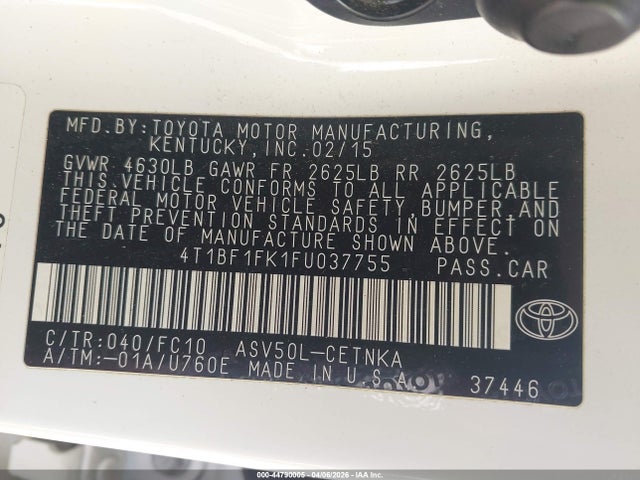 MFD.BY:TOYOTA MOTOR MANUFACTURING,
KENTUCKY,INC.02/15
GVWR 4630LB GAWR FR 2625LB RR 2625LB
THIS VEHICLE CONFORMS TO ALL APPLICABLE
FEDERAL MOTOR VEHICLE SAFETY,BUMPER,AND
THEFT PREVENTION STANDARDS IN EFFECT ON
THE DATE OF MANUFACTURE SHOWN ABOVE.
4T1BF1FK1FU037755 PASS.CAR
C/TR:040/FC10 ASV50L-CETNKA
A/TM:-01A/U760E MADE IN U.S.A.
37446
000-44790005 - 04/06/2026 - IAA Inc.